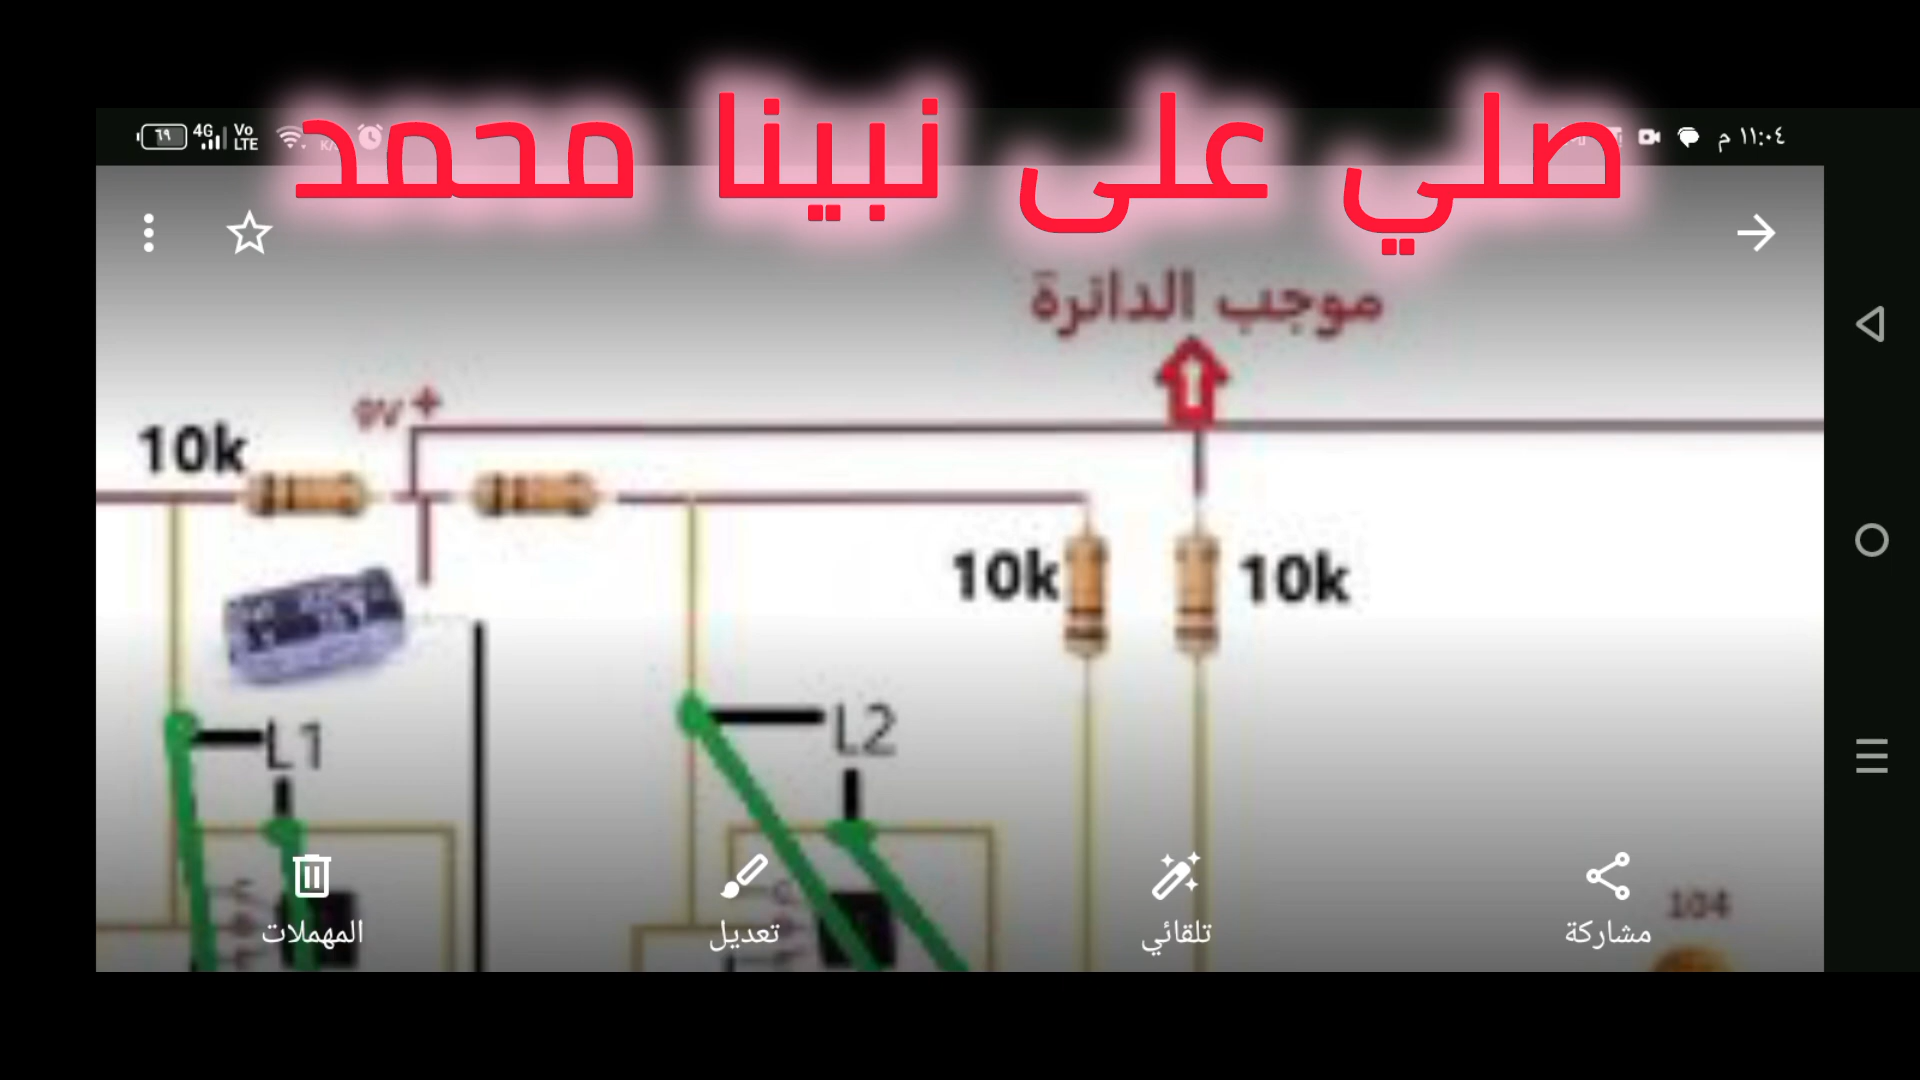 صلي على نبينا محمد
١١:٠٤ م
Vo LTE
4G
٦٩
موجب الدائرة
9V +
10k
10k
10k
L1
L2
104
المهملات
تعديل
تلقائي
مشاركة